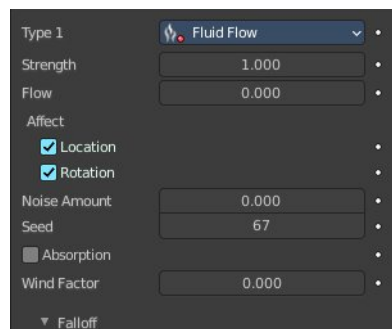 Type 1 Fluid Flow
Strength 1.000
Flow 0.000
Affect
Location
Rotation
Noise Amount 0.000
Seed 67
Absorption
Wind Factor 0.000
Falloff